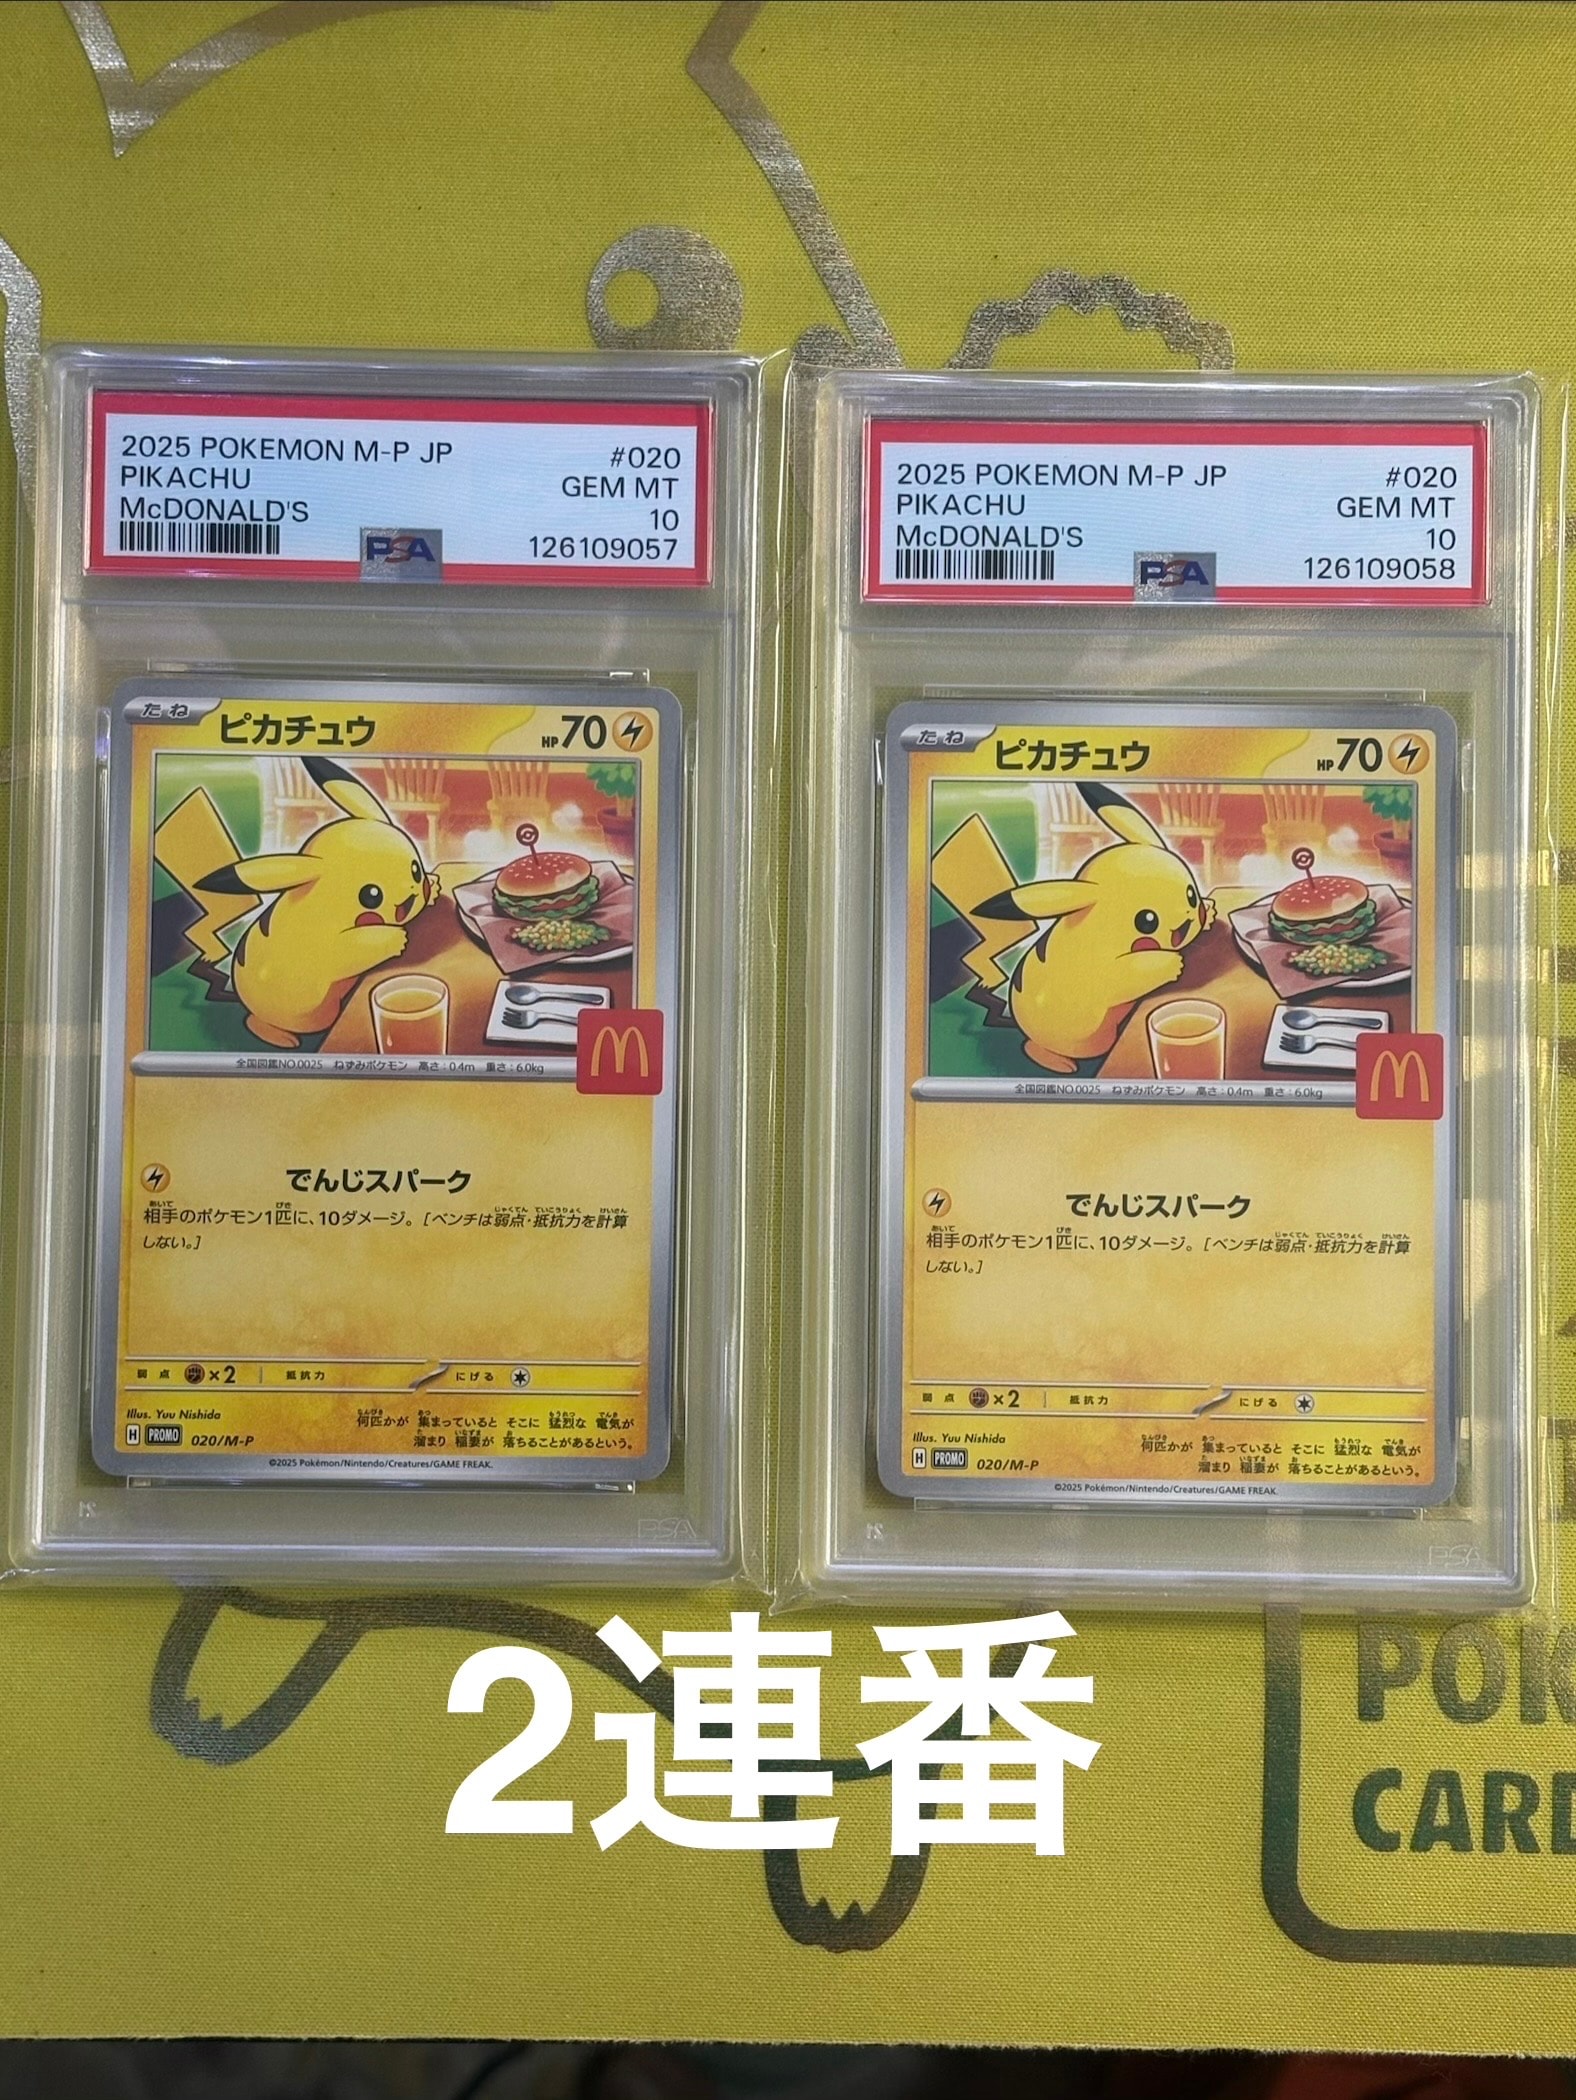 2025 POKEMON M-P JP #020
PIKACHU GEM MT
McDONALD'S 10
PSA 126109057
たね ピカチュウ HP70
全国図鑑NO.0025 ねずみポケモン 高さ:0.4m 重さ:6.0kg
でんじスパーク
相手のポケモン1匹に、10ダメージ。[ベンチは弱点・抵抗力を計算
しない。]
弱点 ×2 抵抗力 にげる
Illus. Yuu Nishida
H PROMO 020/M-P
何匹かが 集まっていると そこに 猛烈な 電気が
溜まり 稲妻が 落ちることがあるという。
©2025 Pokémon/Nintendo/Creatures/GAME FREAK.
PSA
2025 POKEMON M-P JP #020
PIKACHU GEM MT
McDONALD'S 10
PSA 126109058
たね ピカチュウ HP70
全国図鑑NO.0025 ねずみポケモン 高さ:0.4m 重さ:6.0kg
でんじスパーク
相手のポケモン1匹に、10ダメージ。[ベンチは弱点・抵抗力を計算
しない。]
弱点 ×2 抵抗力 にげる
Illus. Yuu Nishida
H PROMO 020/M-P
何匹かが 集まっていると そこに 猛烈な 電気が
溜まり 稲妻が 落ちることがあるという。
©2025 Pokémon/Nintendo/Creatures/GAME FREAK.
PSA
2連番
POK
CARD